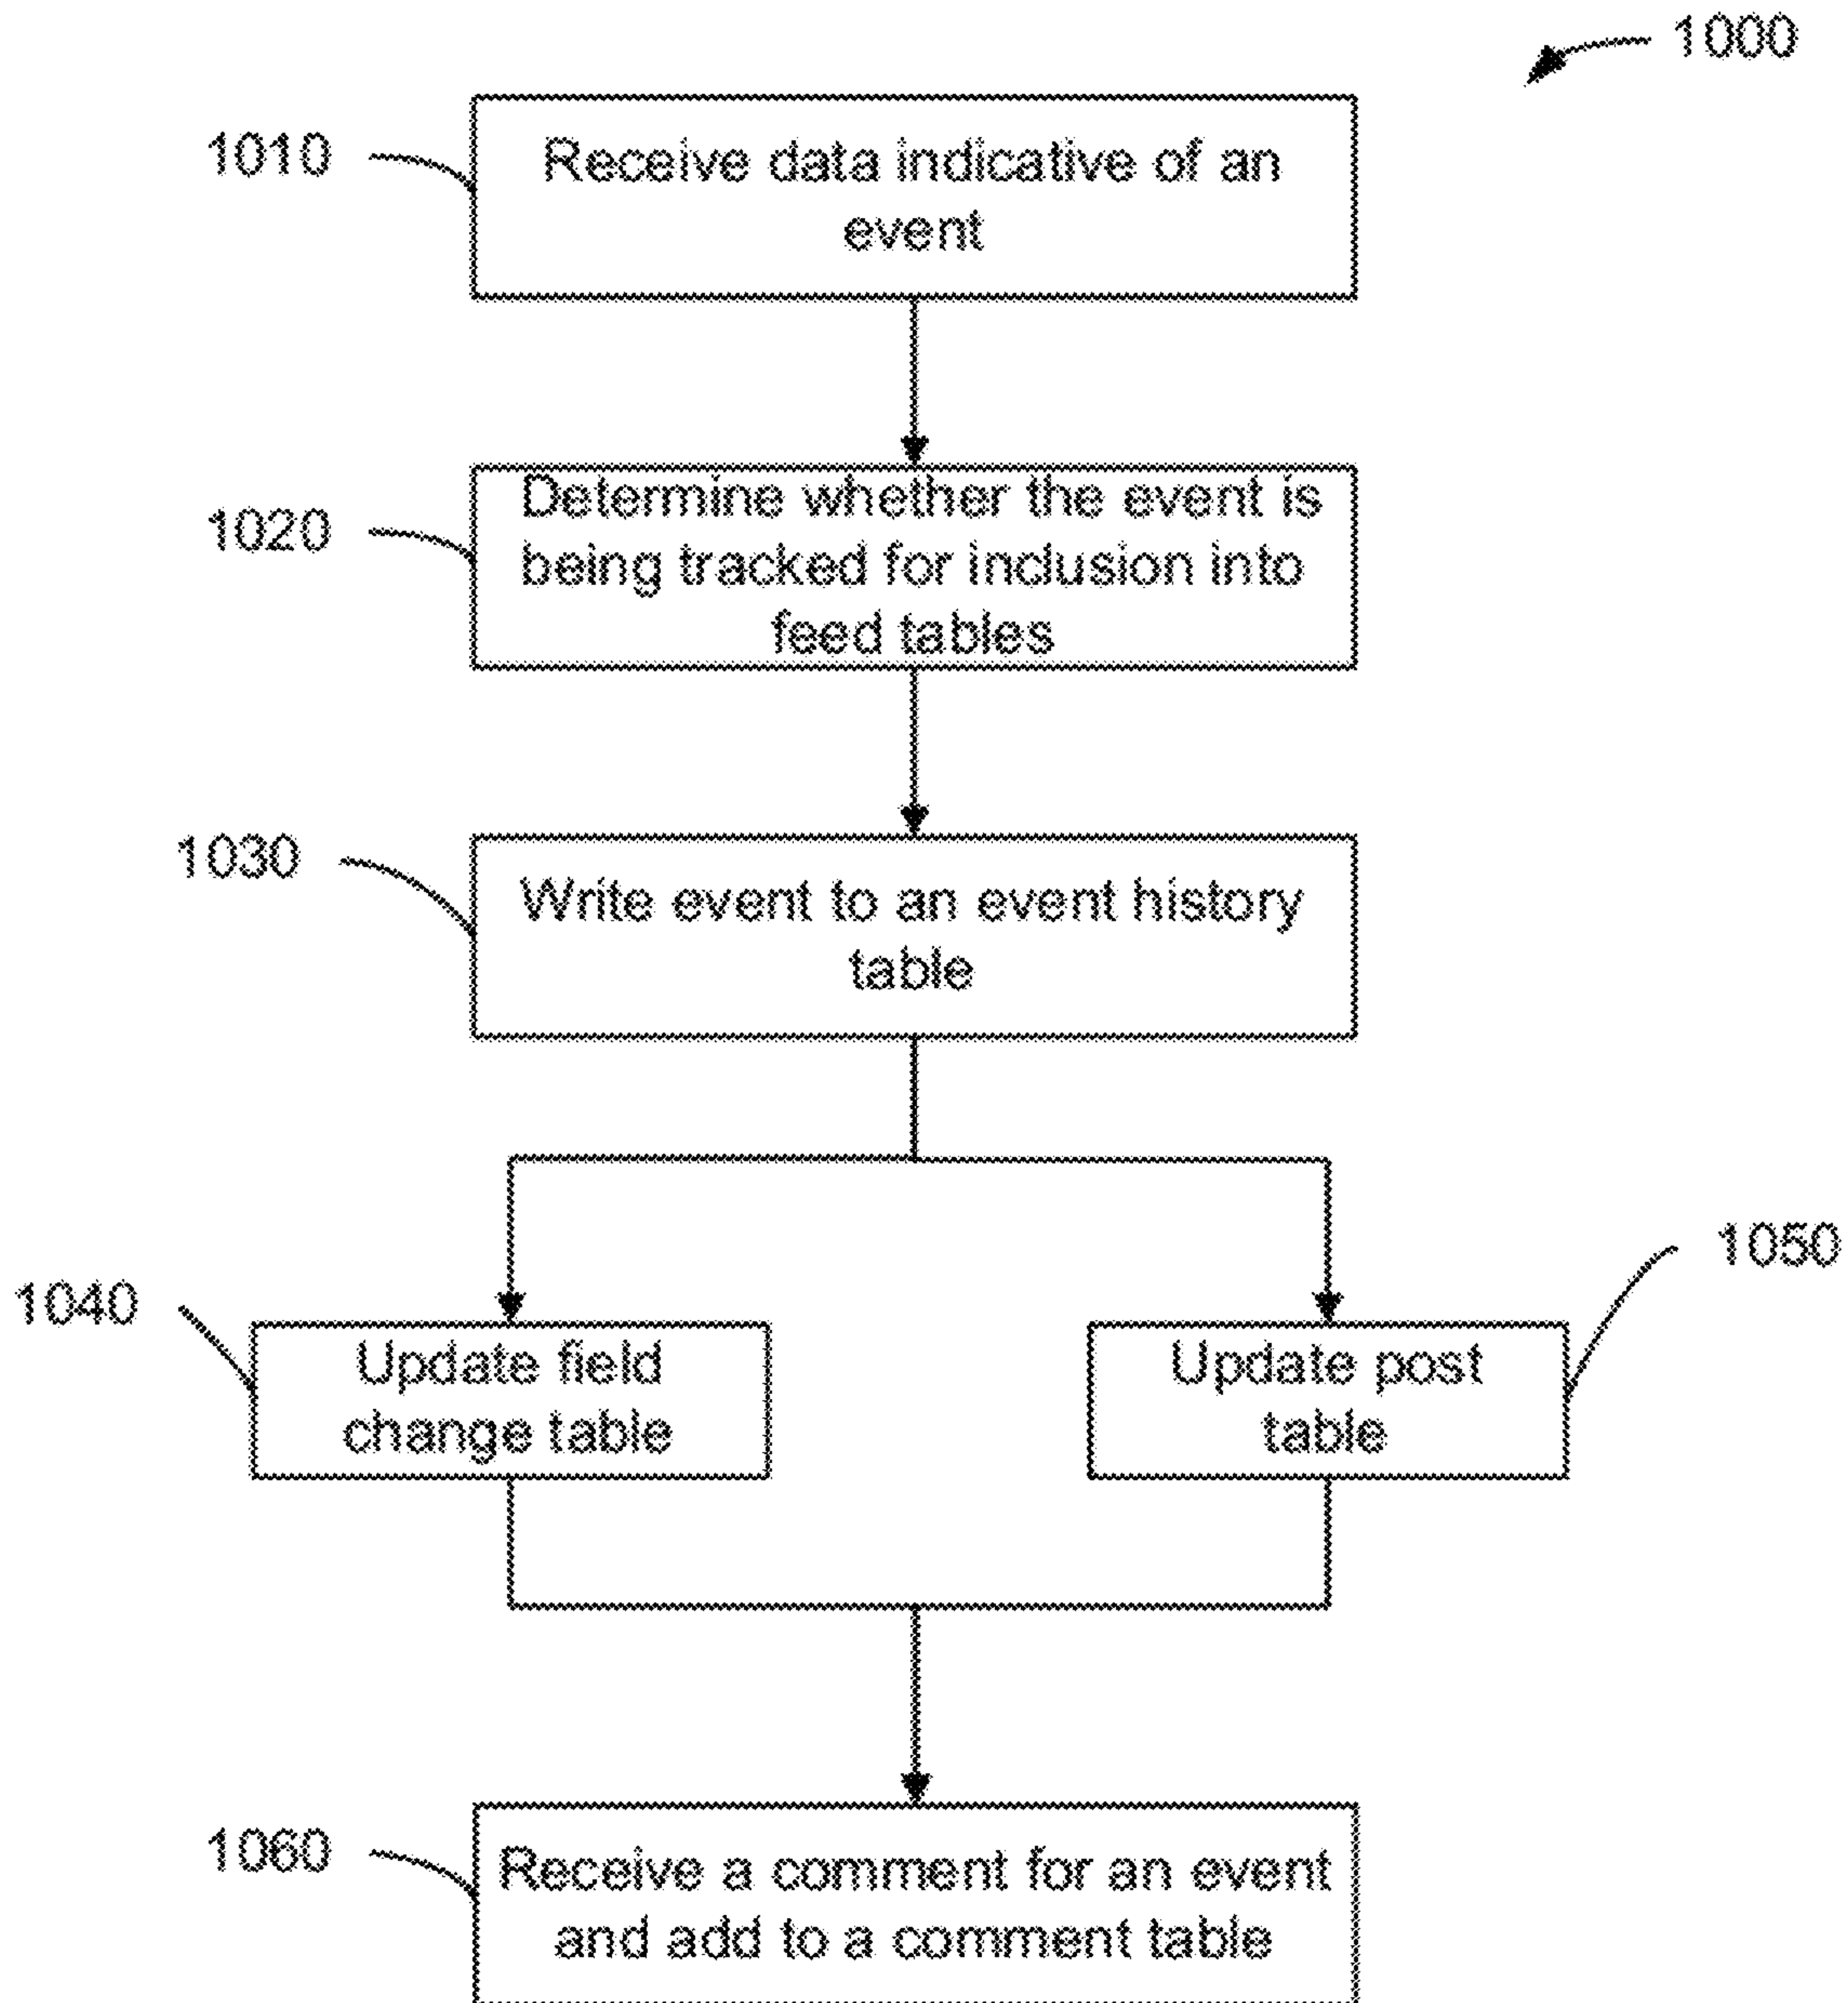 1000
1010
Receive data indicative of an
event
1020
Determine whether the event is
being tracked for inclusion into
feed tables
1030
Write event to an event history
table
1040
Update field
change table
1050
Update post
table
1060
Receive a comment for an event
and add to a comment table